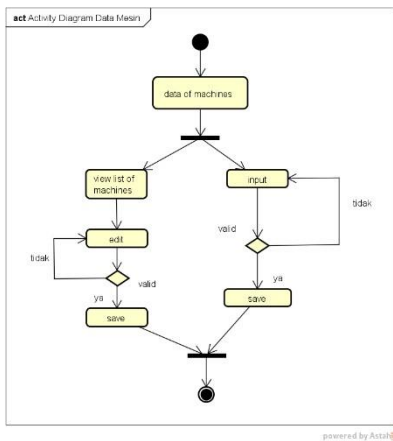 act Activity Diagram Data Mesin
data of machines
view list of
machines
input
tidak
edit
valid
tidak
valid
ya
ya
save
save
powered by Astah